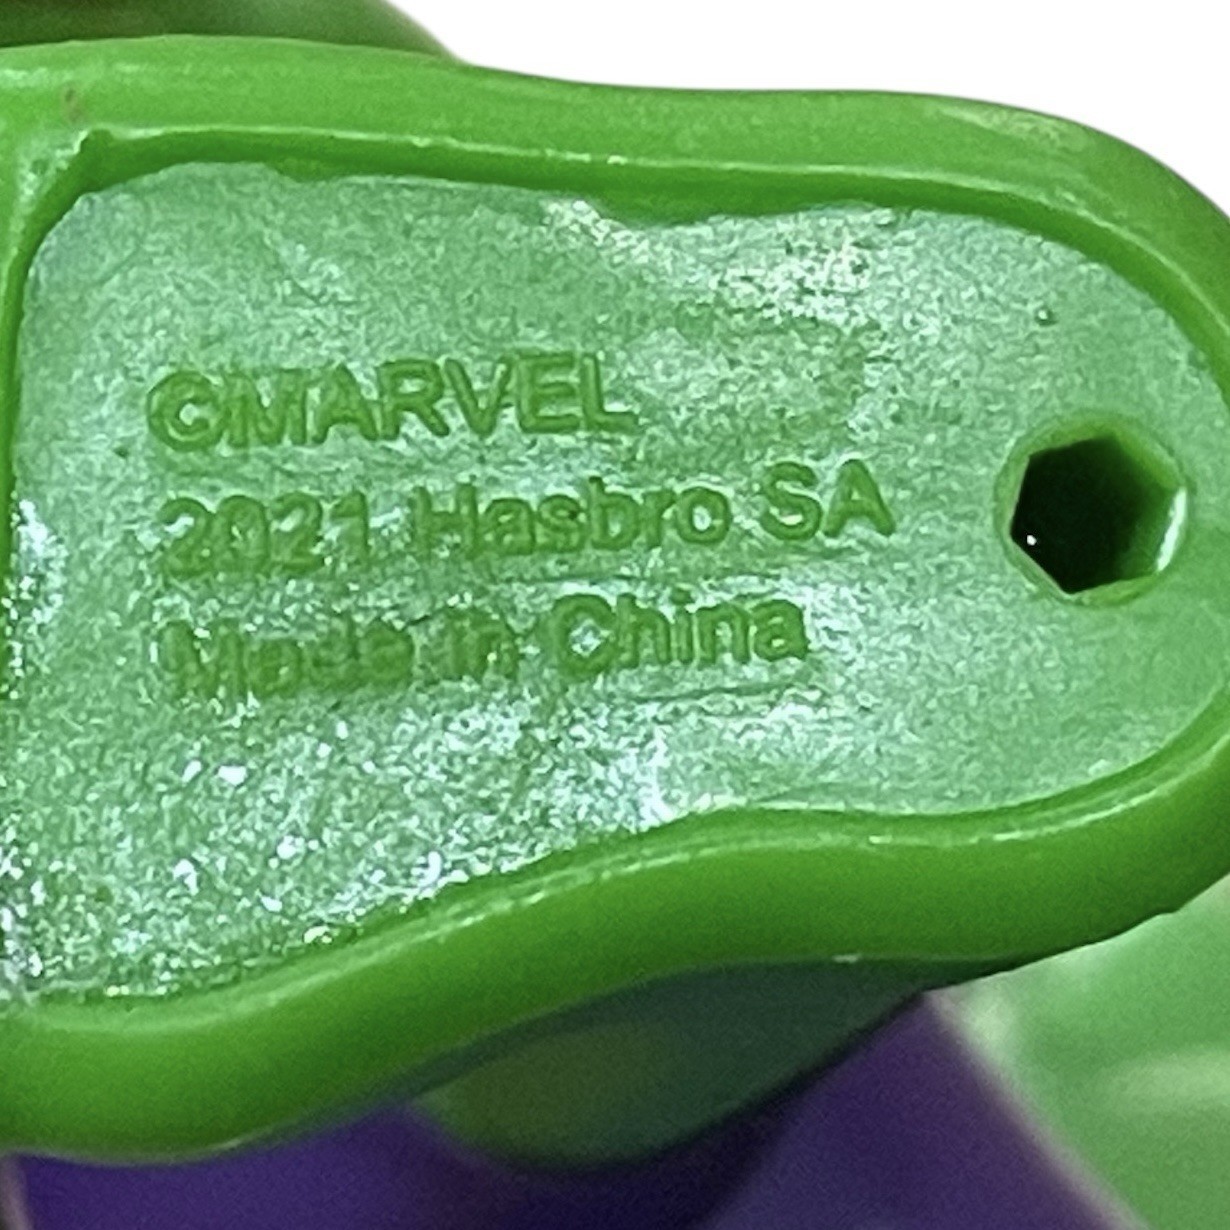 ©MARVEL
2021 Hasbro SA
Made in China